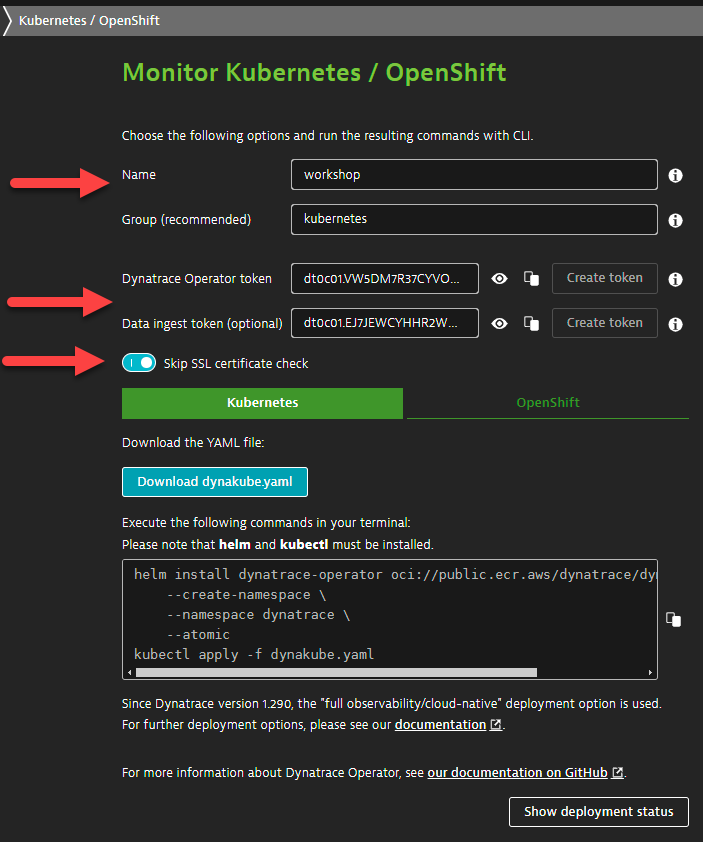 Kubernetes / OpenShift
Monitor Kubernetes / OpenShift
Choose the following options and run the resulting commands with CLI.
Name workshop
Group (recommended) kubernetes
Dynatrace Operator token dt0c01.VW5DM7R37CYVO... Create token
Data ingest token (optional) dt0c01.EJ7JEWCYHHR2W... Create token
Skip SSL certificate check
Kubernetes OpenShift
Download the YAML file:
Download dynakube.yaml
Execute the following commands in your terminal:
Please note that helm and kubectl must be installed.
helm install dynatrace-operator oci://public.ecr.aws/dynatrace/dyn
--create-namespace \
--namespace dynatrace \
--atomic
kubectl apply -f dynakube.yaml
Since Dynatrace version 1.290, the "full observability/cloud-native" deployment option is used.
For further deployment options, please see our documentation.
For more information about Dynatrace Operator, see our documentation on GitHub.
Show deployment status